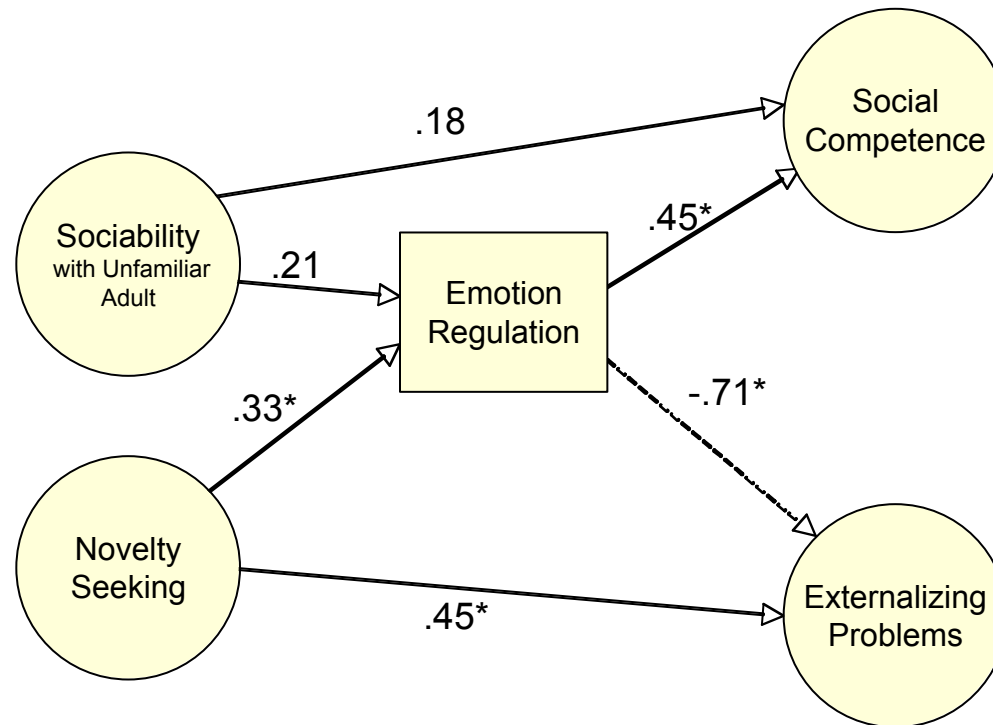 Social
Competence
.18
.45*
Sociability
with Unfamiliar
Adult
.21
Emotion
Regulation
.33*
-.71*
Novelty
Seeking
.45*
Externalizing
Problems